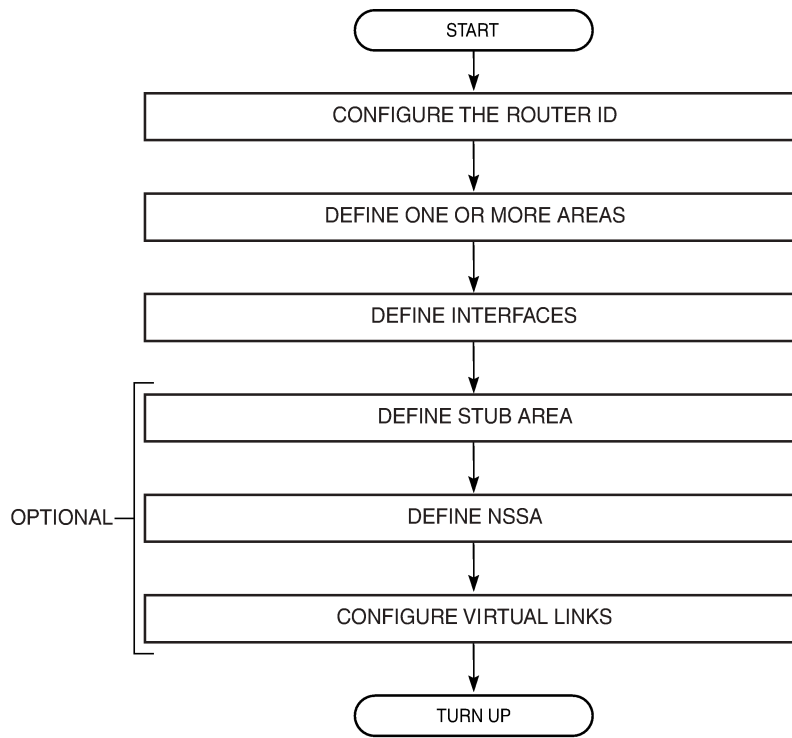 START
CONFIGURE THE ROUTER ID
DEFINE ONE OR MORE AREAS
DEFINE INTERFACES
DEFINE STUB AREA
OPTIONAL
DEFINE NSSA
CONFIGURE VIRTUAL LINKS
TURN UP